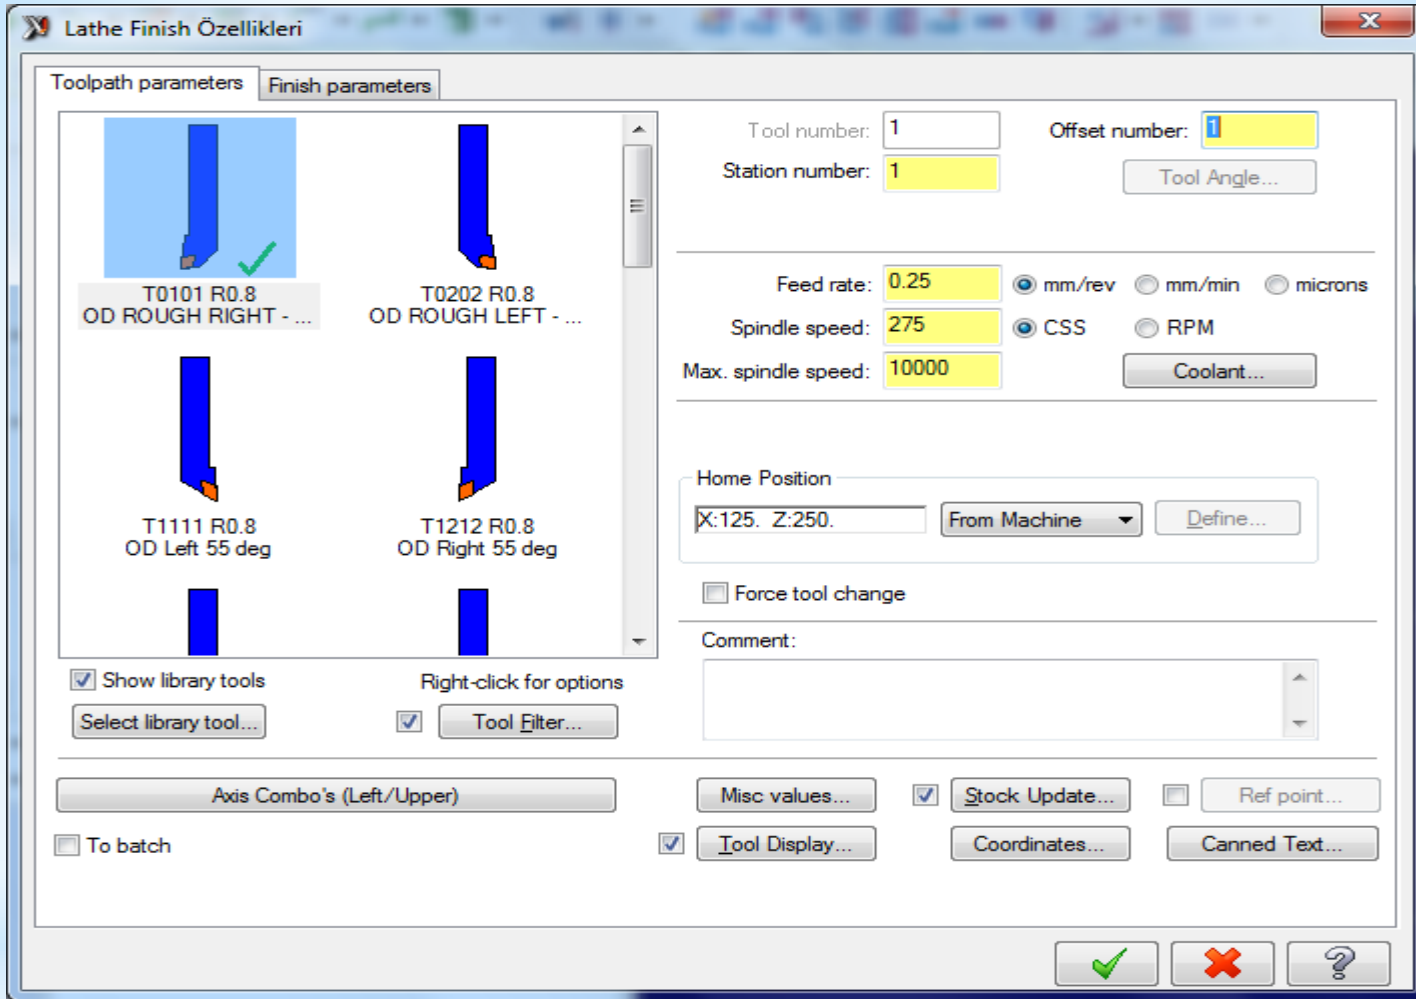 Lathe Finish Özellikleri
Toolpath parameters
Finish parameters
T0101 R0.8
OD ROUGH RIGHT - ...
T0202 R0.8
OD ROUGH LEFT - ...
T1111 R0.8
OD Left 55 deg
T1212 R0.8
OD Right 55 deg
Show library tools
Right-click for options
Select library tool...
Tool Filter...
Tool number: 1
Offset number: 1
Station number: 1
Tool Angle...
Feed rate: 0.25 mm/rev mm/min microns
Spindle speed: 275 CSS RPM
Max. spindle speed: 10000
Coolant...
Home Position
X:125. Z:250.
From Machine
Define...
Force tool change
Comment:
Axis Combo's (Left/Upper)
Misc values...
Stock Update...
Ref point...
To batch
Tool Display...
Coordinates...
Canned Text...